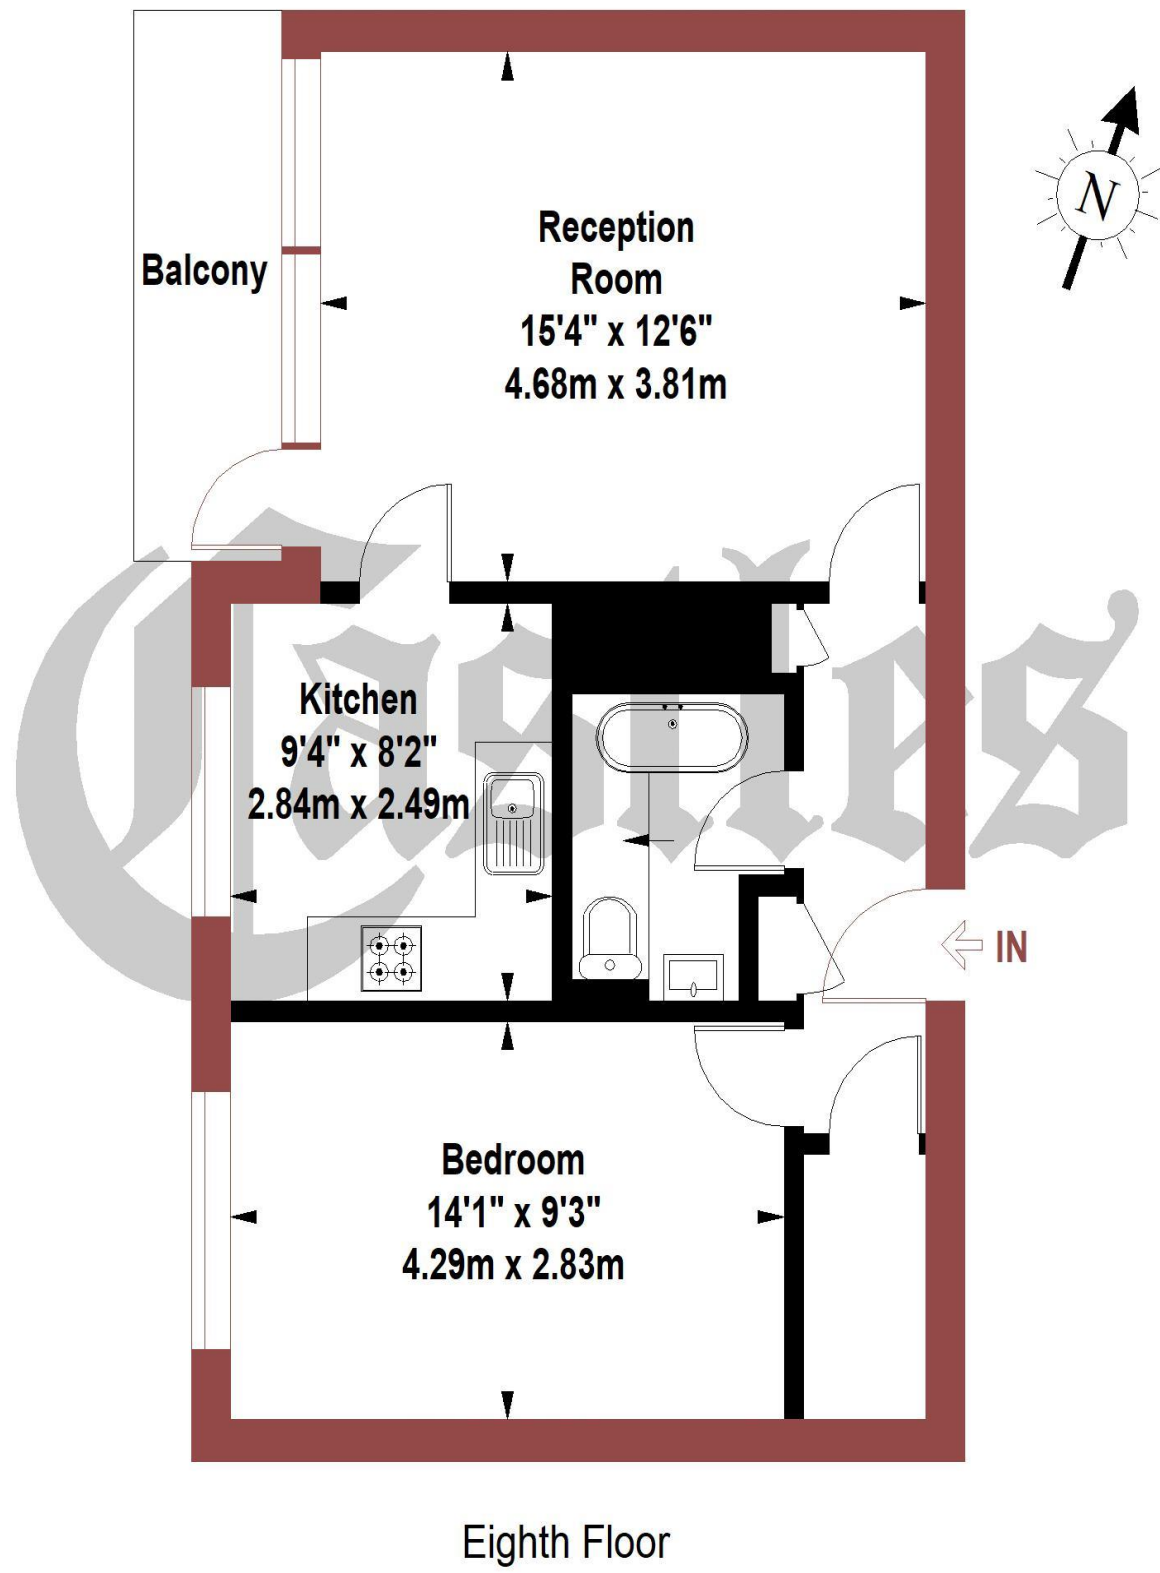 Balcony
Reception
Room
15'4" x 12'6"
4.68m x 3.81m
N
Castles
Kitchen
9'4" x 8'2"
2.84m x 2.49m
IN
Bedroom
14'1" x 9'3"
4.29m x 2.83m
Eighth Floor